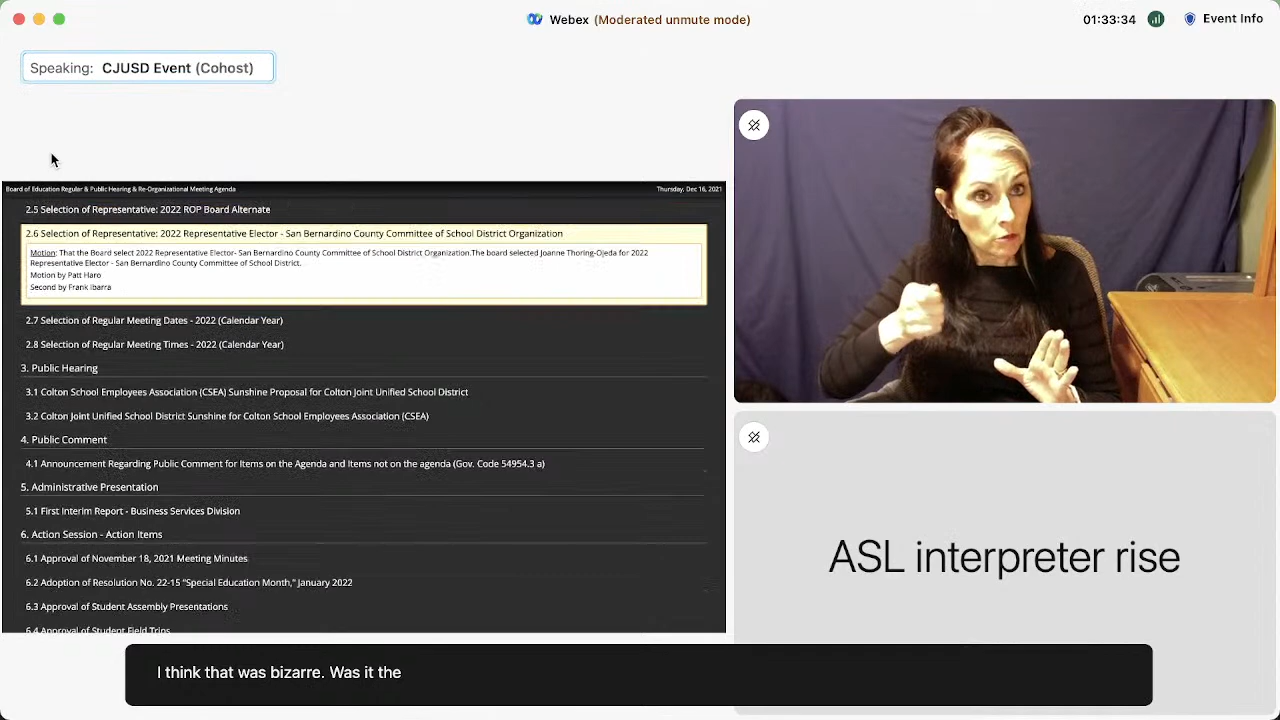 Webex (Moderated unmute mode)
01:33:34
Event Info
Speaking: CJUSD Event (Cohost)
Board of Education Regular & Public Hearing & Re-Organizational Meeting Agenda
Thursday, Dec 16, 2021
2.5 Selection of Representative: 2022 ROP Board Alternate
2.6 Selection of Representative: 2022 Representative Elector - San Bernardino County Committee of School District Organization
Motion: That the Board select 2022 Representative Elector- San Bernardino County Committee of School District Organization.The board selected Joanne Thoring-Ojeda for 2022
Representative Elector - San Bernardino County Committee of School District.
Motion by Patt Haro
Second by Frank Ibarra
2.7 Selection of Regular Meeting Dates - 2022 (Calendar Year)
2.8 Selection of Regular Meeting Times - 2022 (Calendar Year)
3. Public Hearing
3.1 Colton School Employees Association (CSEA) Sunshine Proposal for Colton Joint Unified School District
3.2 Colton Joint Unified School District Sunshine for Colton School Employees Association (CSEA)
4. Public Comment
4.1 Announcement Regarding Public Comment for Items on the Agenda and Items not on the agenda (Gov. Code 54954.3 a)
5. Administrative Presentation
5.1 First Interim Report - Business Services Division
6. Action Session - Action Items
6.1 Approval of November 18, 2021 Meeting Minutes
6.2 Adoption of Resolution No. 22-15 "Special Education Month," January 2022
6.3 Approval of Student Assembly Presentations
6.4 Approval of Student Field Trips
ASL interpreter rise
I think that was bizarre. Was it the